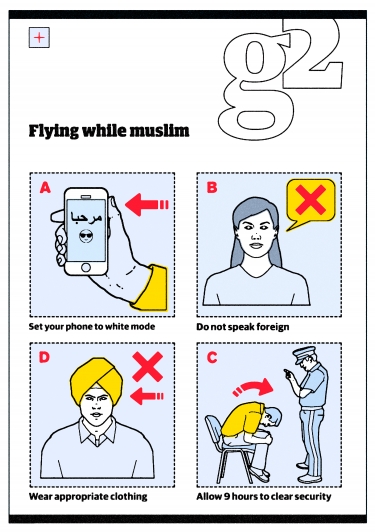 g2
Flying while muslim
A
مرحبا
Set your phone to white mode
B
Do not speak foreign
D
Wear appropriate clothing
C
Allow 9 hours to clear security